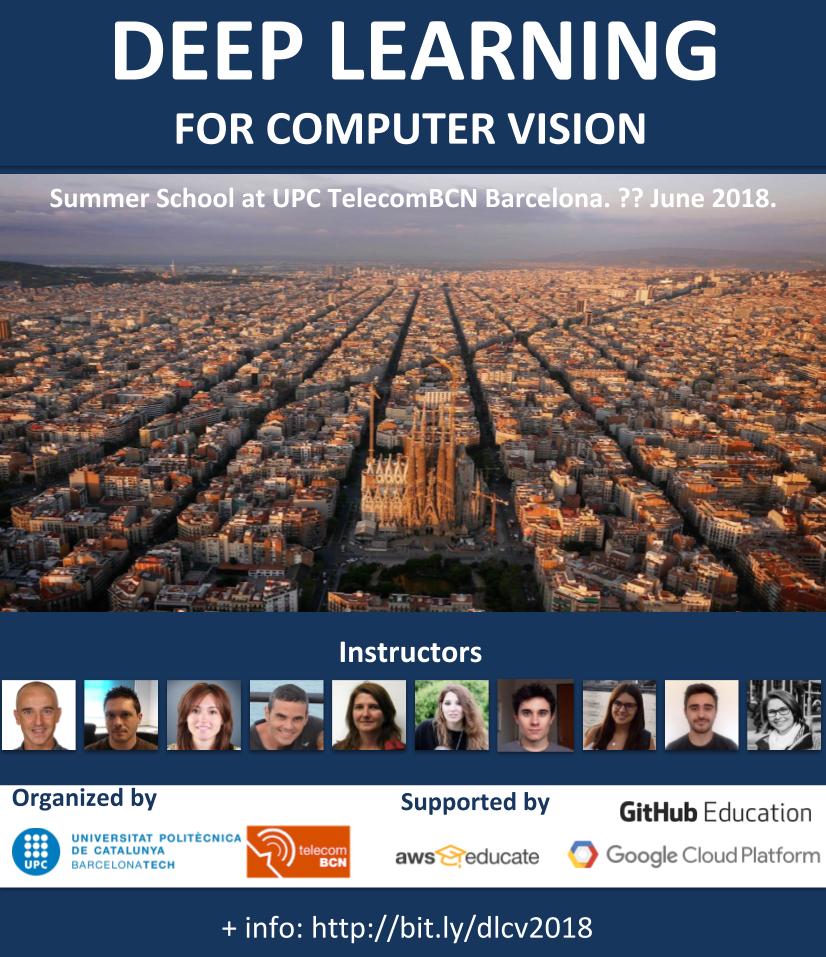 DEEP LEARNING
FOR COMPUTER VISION
Summer School at UPC TelecomBCN Barcelona. ?? June 2018.
Instructors
Organized by
Supported by
GitHub Education
UPC
UNIVERSITAT POLITÈCNICA
DE CATALUNYA
BARCELONATECH
telecom
BCN
aws educate
Google Cloud Platform
+ info: http://bit.ly/dlcv2018